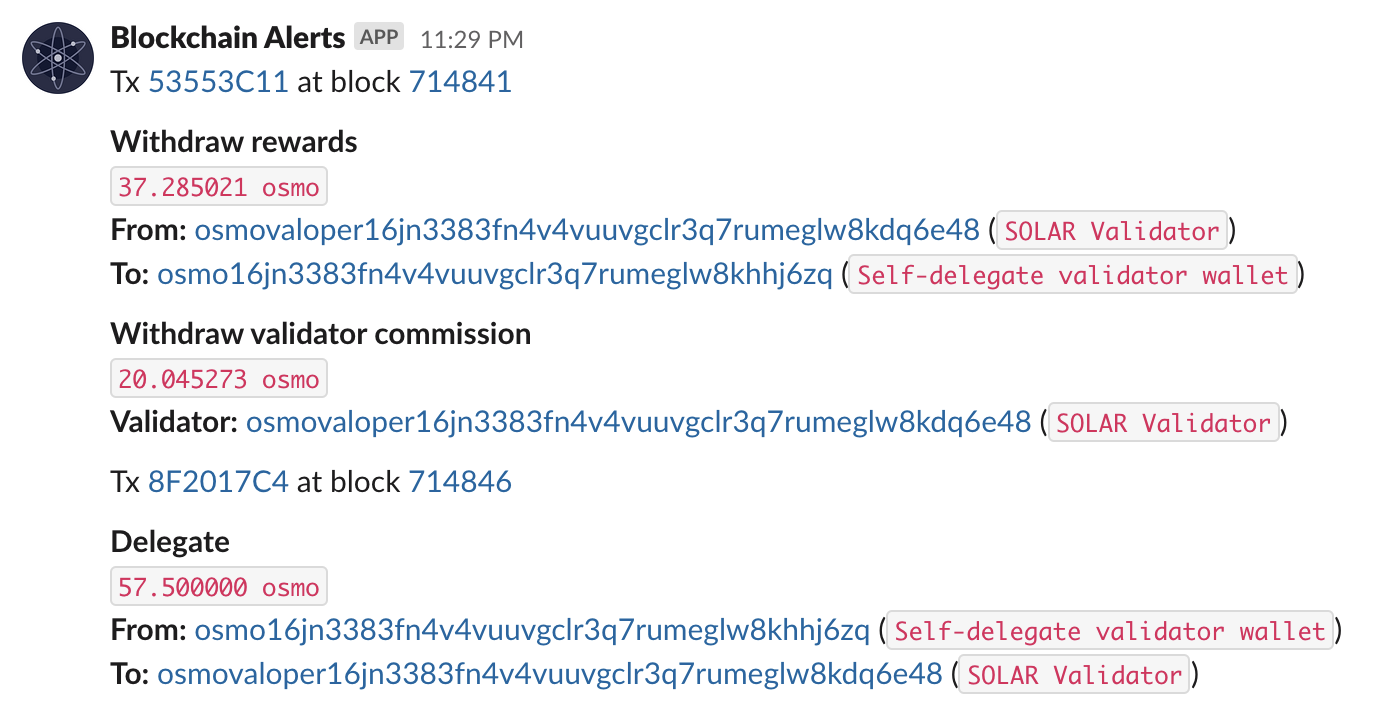 Blockchain Alerts APP 11:29 PM
Tx 53553C11 at block 714841
Withdraw rewards
37.285021 osmo
From: osmovaloper16jn3383fn4v4vuuvgclr3q7rumeglw8kdq6e48 (SOLAR Validator)
To: osmo16jn3383fn4v4vuuvgclr3q7rumeglw8khhj6zq (Self-delegate validator wallet)
Withdraw validator commission
20.045273 osmo
Validator: osmovaloper16jn3383fn4v4vuuvgclr3q7rumeglw8kdq6e48 (SOLAR Validator)
Tx 8F2017C4 at block 714846
Delegate
57.500000 osmo
From: osmo16jn3383fn4v4vuuvgclr3q7rumeglw8khhj6zq (Self-delegate validator wallet)
To: osmovaloper16jn3383fn4v4vuuvgclr3q7rumeglw8kdq6e48 (SOLAR Validator)